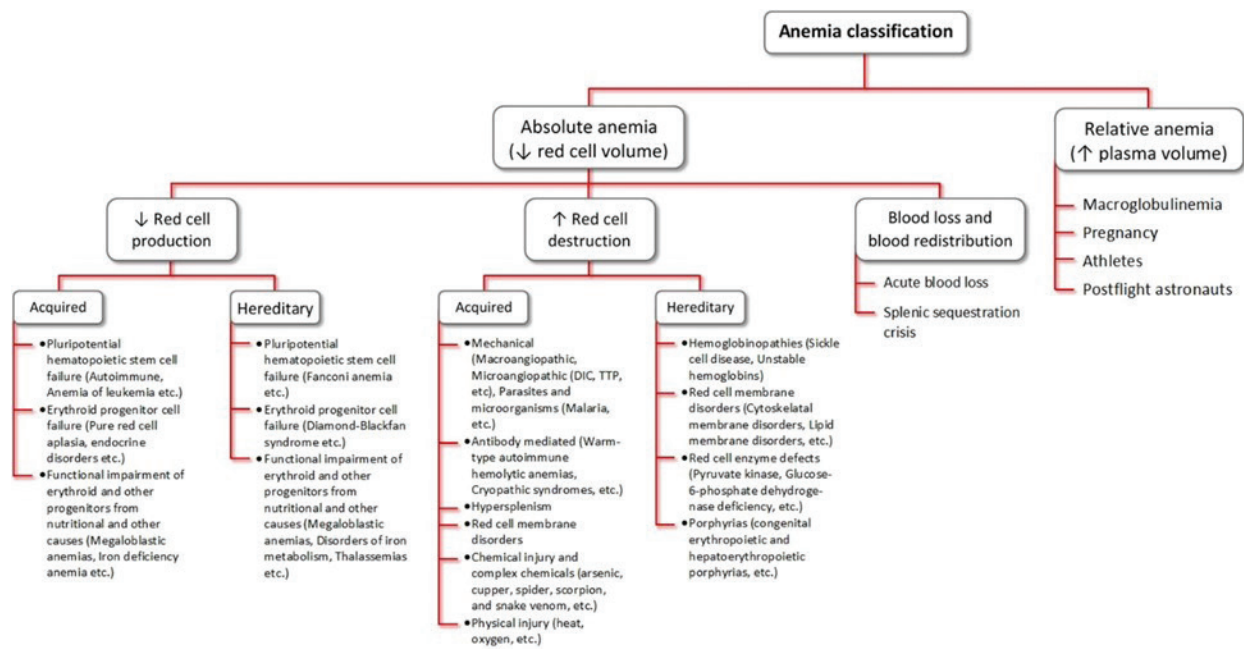 Anemia classification
Absolute anemia
(↓ red cell volume)
Relative anemia
(↑ plasma volume)
Macroglobulinemia
Pregnancy
Athletes
Postflight astronauts
↓ Red cell
production
↑ Red cell
destruction
Blood loss and
blood redistribution
Acute blood loss
Splenic sequestration
crisis
Acquired
•Pluripotential
hematopoietic stem cell
failure (Autoimmune,
Anemia of leukemia etc.)
•Erythroid progenitor cell
failure (Pure red cell
aplasia, endocrine
disorders etc.)
•Functional impairment of
erythroid and other
progenitors from
nutritional and other
causes (Megaloblastic
anemias, Iron deficiency
anemia etc.)
Hereditary
•Pluripotential
hematopoietic stem cell
failure (Fanconi anemia
etc.)
•Erythroid progenitor cell
failure (Diamond-Blackfan
syndrome etc.)
•Functional impairment of
erythroid and other
progenitors from
nutritional and other
causes (Megaloblastic
anemias, Disorders of iron
metabolism, Thalassemias
etc.)
Acquired
•Mechanical
(Macroangiopathic,
Microangiopathic (DIC, TTP,
etc), Parasites and
microorganisms (Malaria,
etc.)
•Antibody mediated (Warm-
type autoimmune
hemolytic anemias,
Cryopathic syndromes, etc.)
•Hypersplenism
•Red cell membrane
disorders
•Chemical injury and
complex chemicals (arsenic,
cupper, spider, scorpion,
and snake venom, etc.)
•Physical injury (heat,
oxygen, etc.)
Hereditary
•Hemoglobinopathies (Sickle
cell disease, Unstable
hemoglobins)
•Red cell membrane
disorders (Cytoskelatal
membrane disorders, Lipid
membrane disorders, etc.)
•Red cell enzyme defects
(Pyruvate kinase, Glucose-
6-phosphate dehydroge-
nase deficiency, etc.)
•Porphyrias (congenital
erythropoietic and
hepatoerythropoietic
porphyrias, etc.)